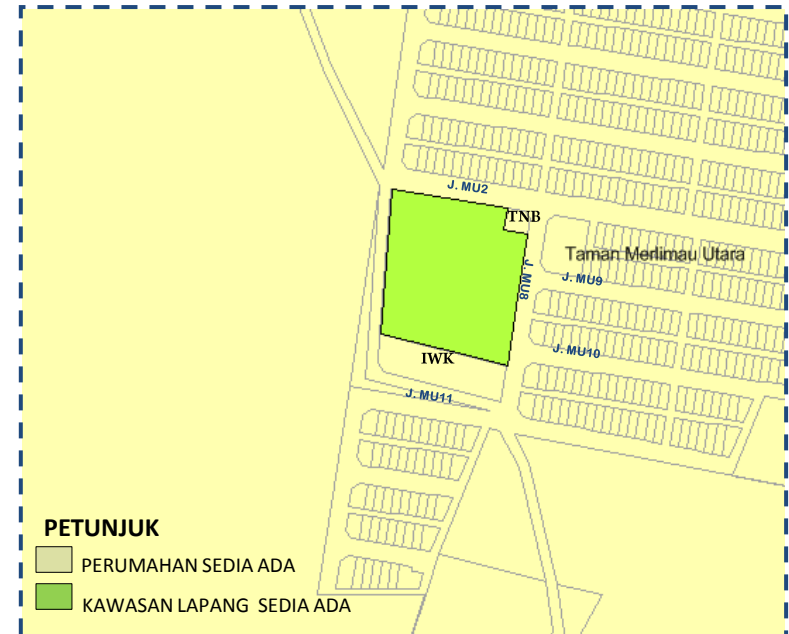 J. MU2
TNB
Taman Merlimau Utara
J. MU9
J. MU8
J. MU10
IWK
J. MU11
PETUNJUK
PERUMAHAN SEDIA ADA
KAWASAN LAPANG SEDIA ADA